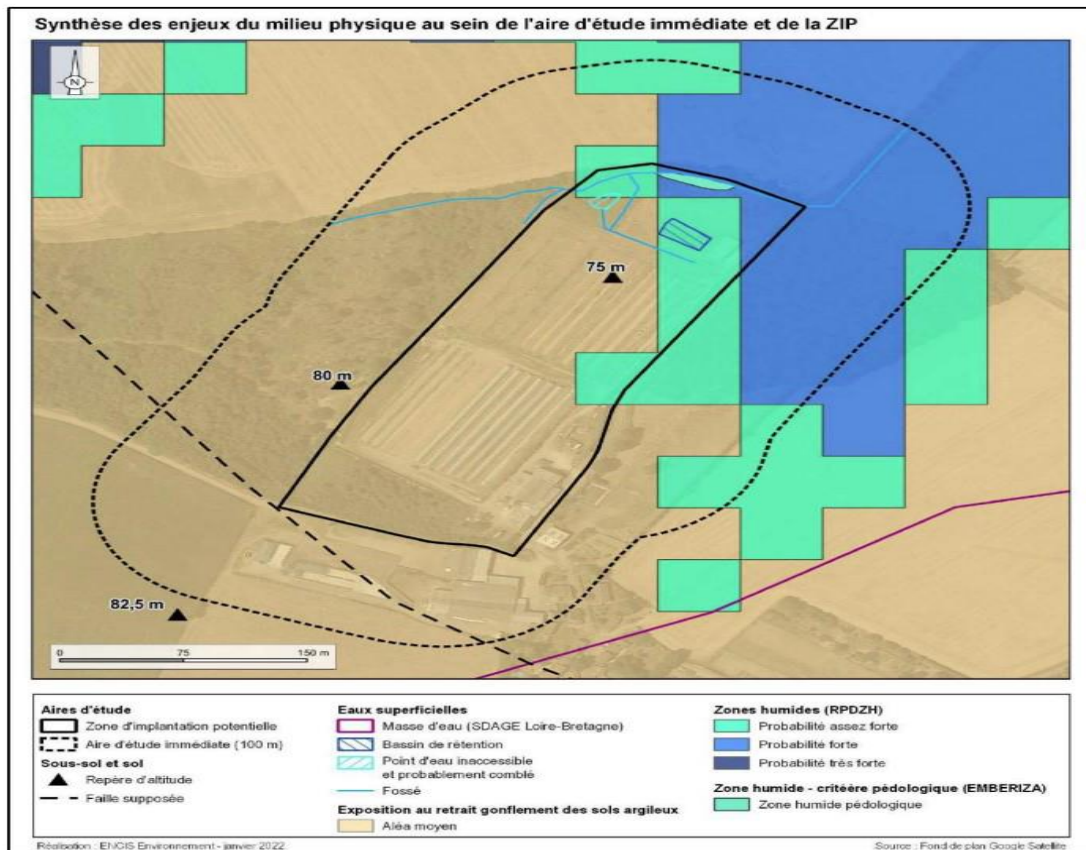 Synthèse des enjeux du milieu physique au sein de l'aire d'étude immédiate et de la ZIP
N
75 m
80 m
82,5 m
0 75 150 m
Aires d'étude
Zone d'implantation potentielle
Aire d'étude immédiate (100 m)
Sous-sol et sol
Repère d'altitude
Faille supposée
Eaux superficielles
Masse d'eau (SDAGE Loire-Bretagne)
Bassin de rétention
Point d'eau inaccessible
et probablement comblé
Fossé
Exposition au retrait gonflement des sols argileux
Aléa moyen
Zones humides (RPDZH)
Probabilité assez forte
Probabilité forte
Probabilité très forte
Zone humide - critéère pédologique (EMBERIZA)
Zone humide pédologique
Réalisation : ENCIS Environnement - janvier 2022
Source : Fond de plan Google Satellite